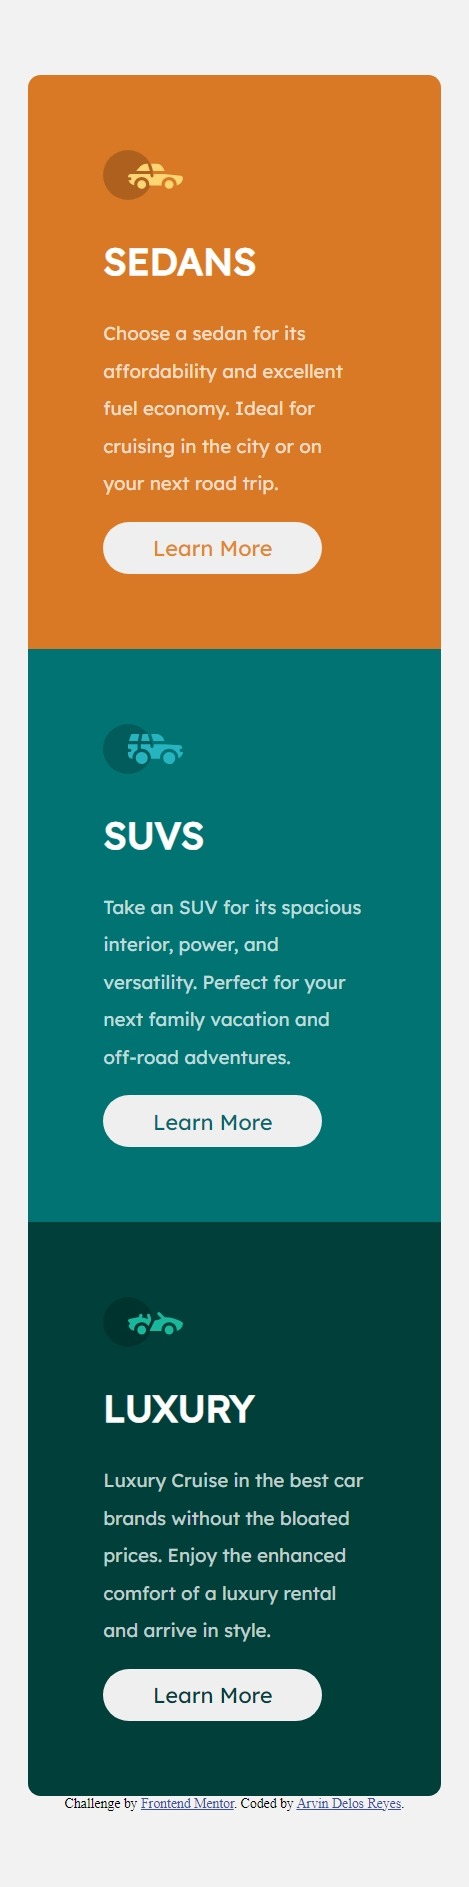 SEDANS
Choose a sedan for its
affordability and excellent
fuel economy. Ideal for
cruising in the city or on
your next road trip.
Learn More
SUVS
Take an SUV for its spacious
interior, power, and
versatility. Perfect for your
next family vacation and
off-road adventures.
Learn More
LUXURY
Luxury Cruise in the best car
brands without the bloated
prices. Enjoy the enhanced
comfort of a luxury rental
and arrive in style.
Learn More
Challenge by Frontend Mentor. Coded by Arvin Delos Reyes.